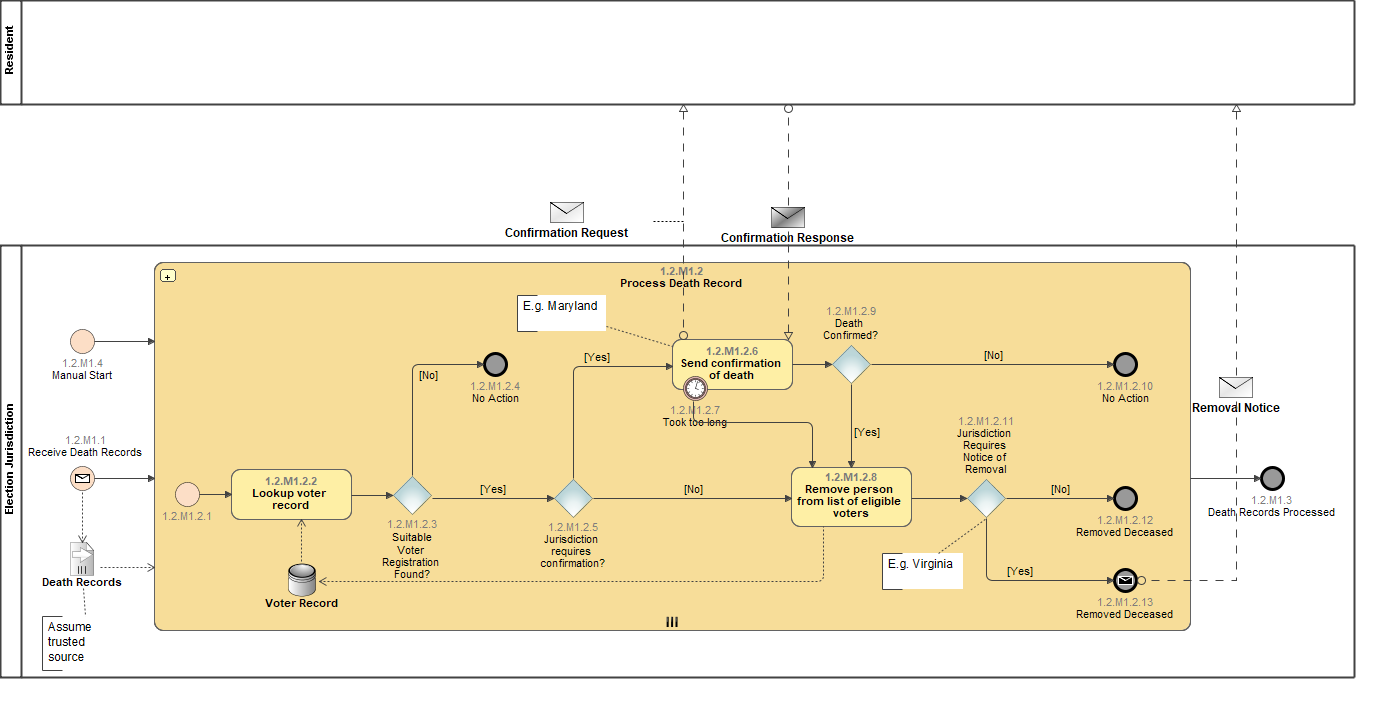 Resident
Confirmation Request
Confirmation Response
Election Jurisdiction
1.2.M1.2
Process Death Record
E.g. Maryland
1.2.M1.4
Manual Start
1.2.M1.1
Receive Death Records
Death Records
Assume
trusted
source
1.2.M1.2.1
1.2.M1.2.2
Lookup voter
record
Voter Record
1.2.M1.2.3
Suitable
Voter
Registration
Found?
[No]
1.2.M1.2.4
No Action
[Yes]
1.2.M1.2.5
Jurisdiction
requires
confirmation?
[Yes]
[No]
1.2.M1.2.6
Send confirmation
of death
1.2.M1.2.7
Took too long
1.2.M1.2.9
Death
Confirmed?
[No]
1.2.M1.2.10
No Action
[Yes]
1.2.M1.2.8
Remove person
from list of eligible
voters
1.2.M1.2.11
Jurisdiction
Requires
Notice of
Removal
[No]
1.2.M1.2.12
Removed Deceased
E.g. Virginia
[Yes]
1.2.M1.2.13
Removed Deceased
Removal Notice
1.2.M1.3
Death Records Processed